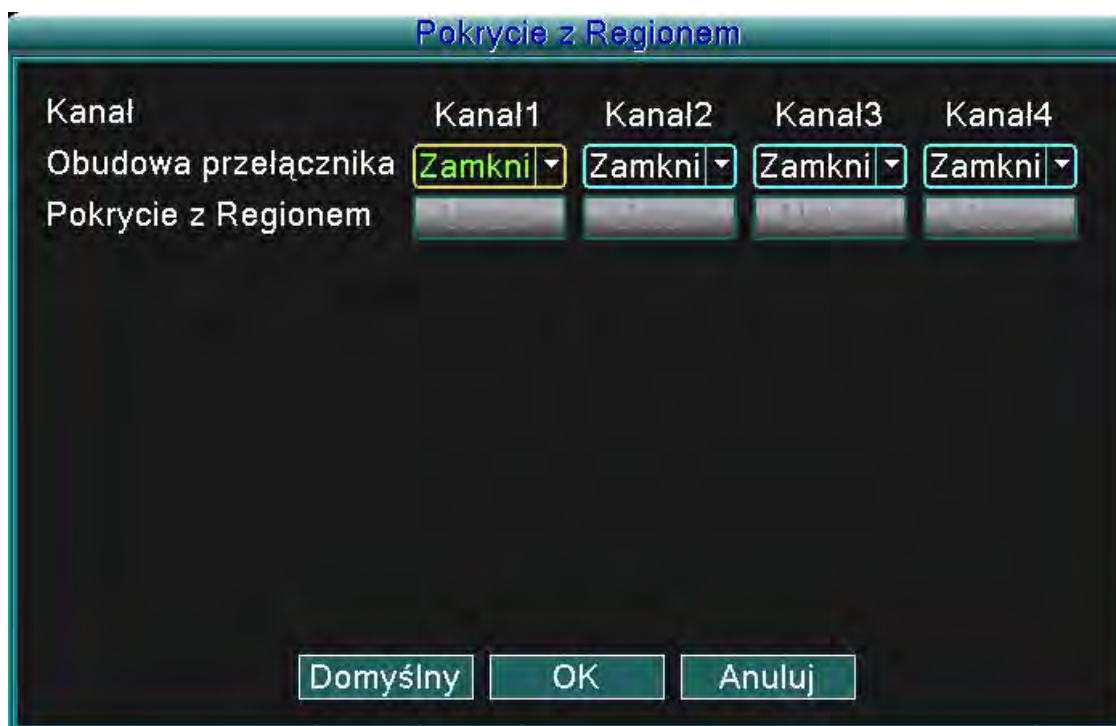 Pokrycie z Regionem
Kanał Kanał1 Kanał2 Kanał3 Kanał4
Obudowa przełącznika Zamkni Zamkni Zamkni Zamkni
Pokrycie z Regionem
Domyślny OK Anuluj